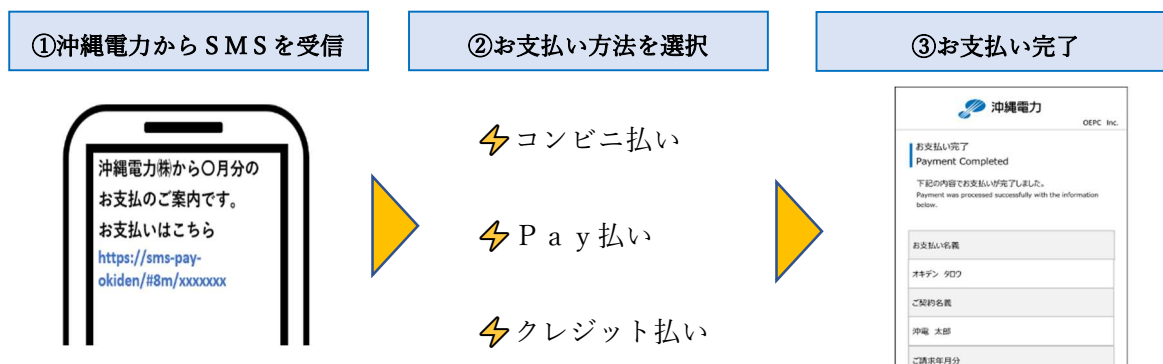 ①沖縄電力からＳＭＳを受信
②お支払い方法を選択
③お支払い完了
沖縄電力㈱から〇月分の
お支払のご案内です。
お支払いはこちら
https://sms-pay-
okiden/#8m/xxxxxxx
コンビニ払い
Ｐａｙ払い
クレジット払い
沖縄電力
OEPC Inc.
お支払い完了
Payment Completed
下記の内容でお支払いが完了しました。
Payment was processed successfully with the information
below.
お支払い名義
オキデン タロウ
ご契約名義
沖電 太郎
ご請求年月分